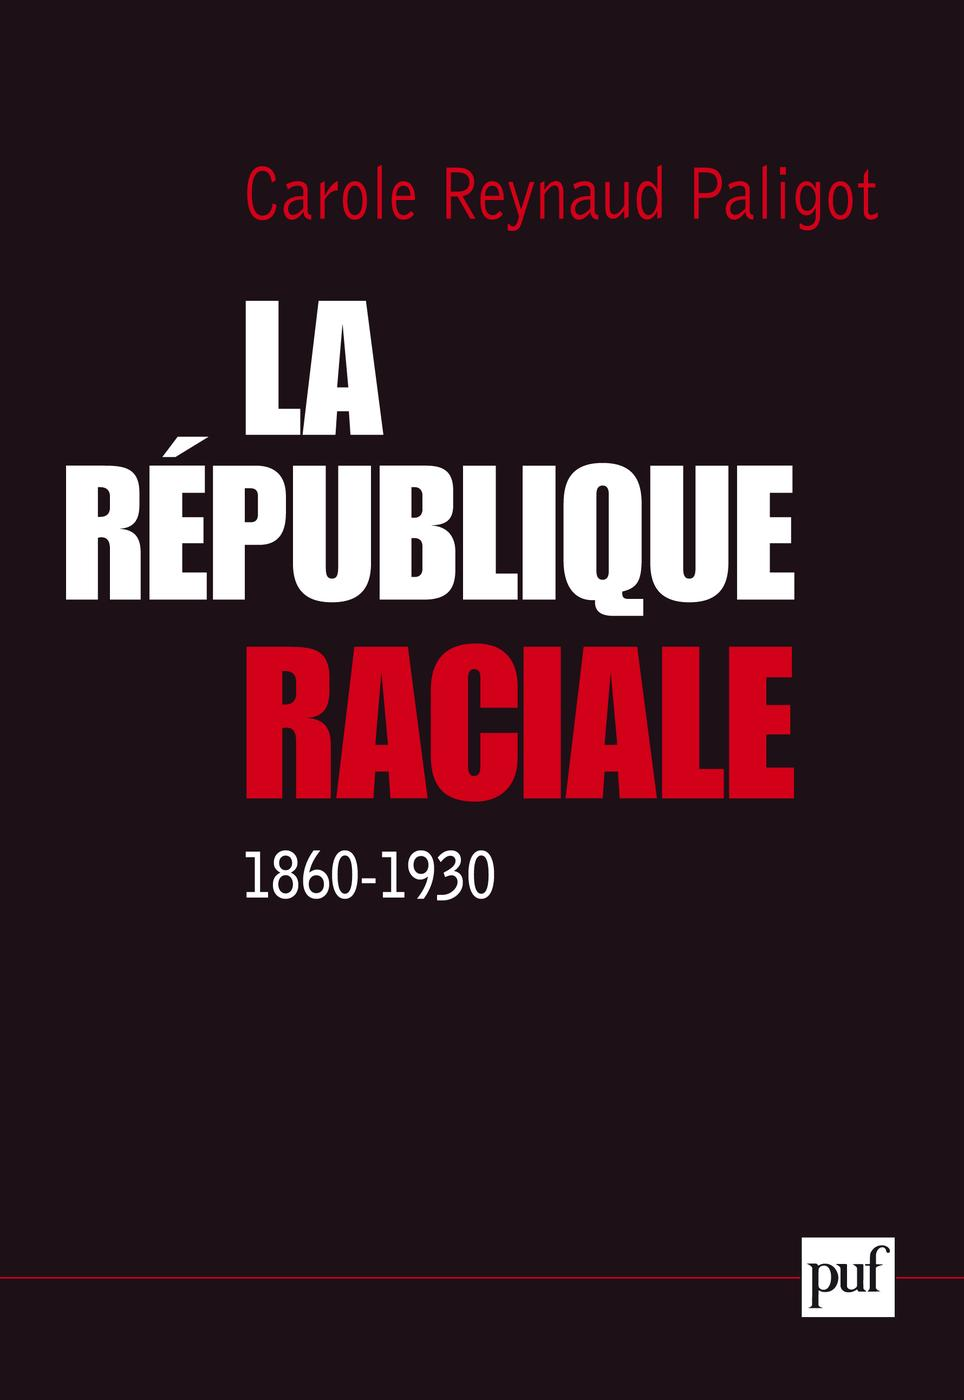 Carole Reynaud Paligot
LA
RÉPUBLIQUE
RACIALE
1860-1930
puf